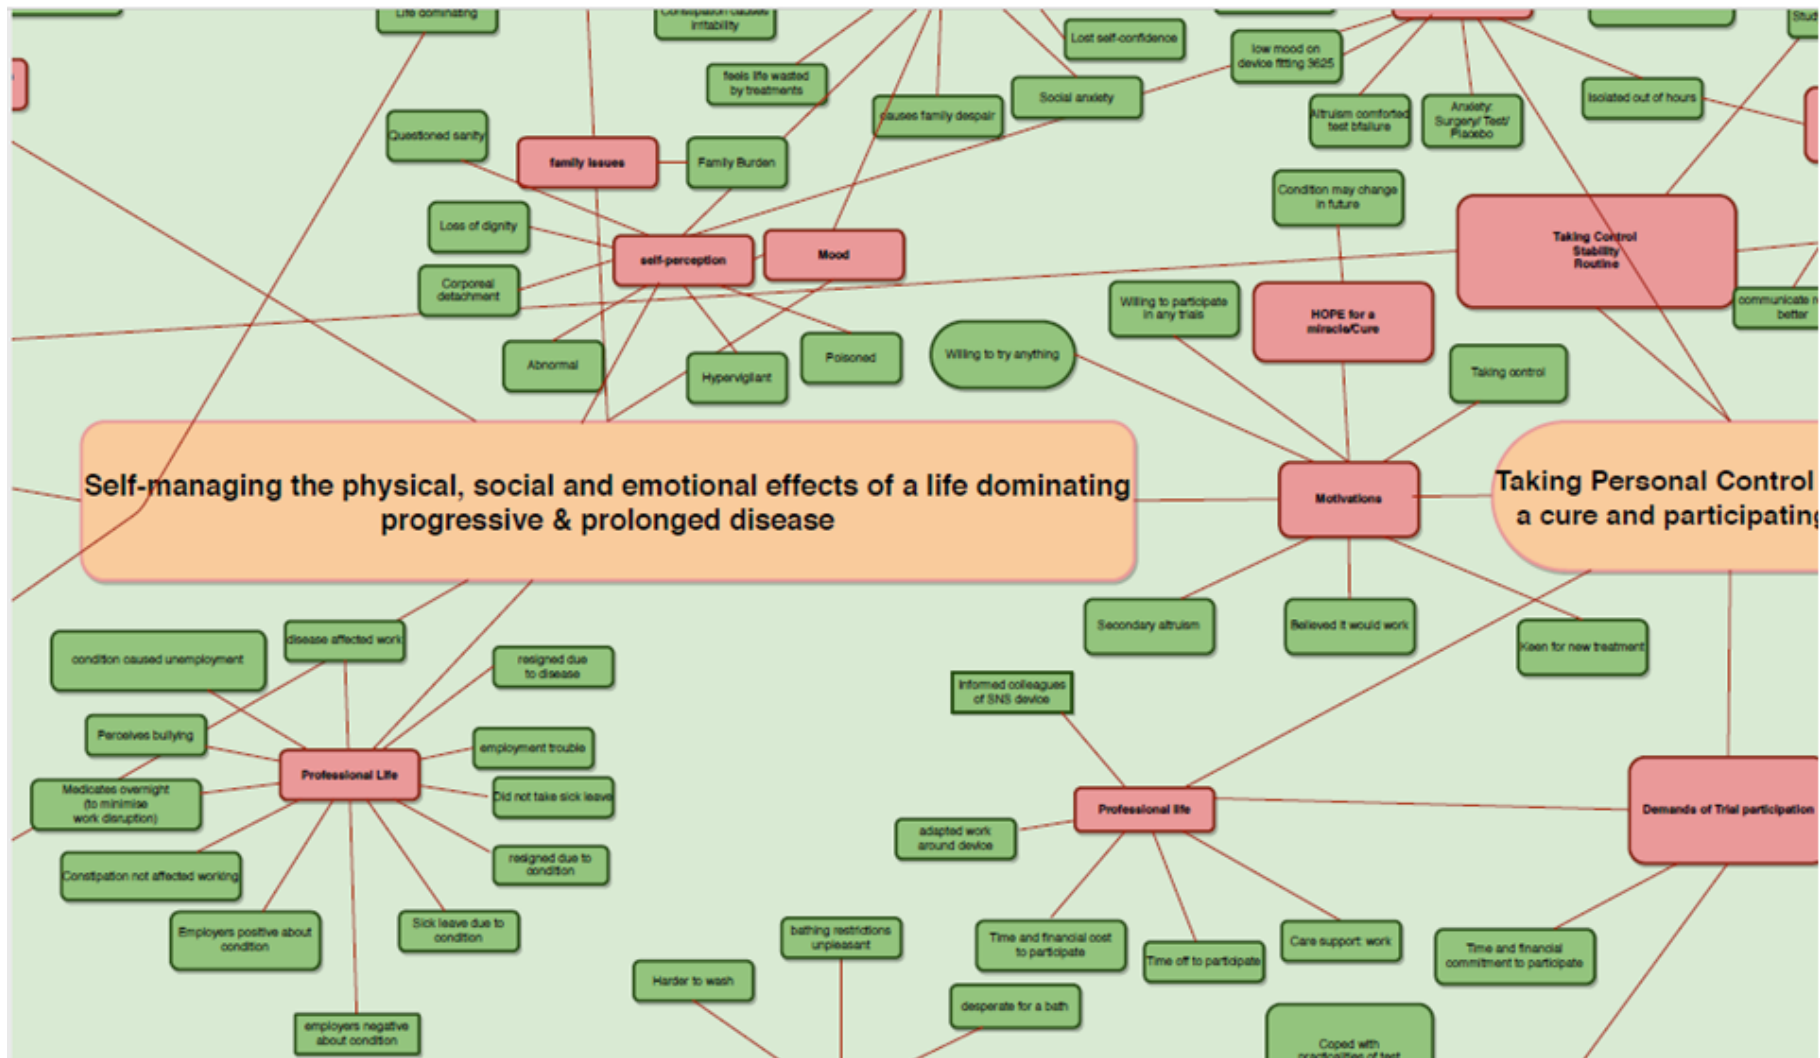 Life dominating
Constipation causes
irritability
Lost self-confidence
low mood on
device fitting 3625
Stud
feels life wasted
by treatments
Social anxiety
Isolated out of hours
causes family despair
Altruism comforted
test bfailure
Anxiety:
Surgery/ Test/
Placebo
Questioned sanity
family issues
Family Burden
Condition may change
in future
Loss of dignity
self-perception
Mood
Taking Control
Stability
Routine
Corporeal
detachment
Willing to participate
in any trials
HOPE for a
miracle/Cure
communicate r
better
Abnormal
Hypervigilant
Poisoned
Willing to try anything
Taking control
Self-managing the physical, social and emotional effects of a life dominating
progressive & prolonged disease
Motivations
Taking Personal Control
a cure and participating
Secondary altruism
Believed it would work
Keen for new treatment
condition caused unemployment
disease affected work
resigned due
to disease
Informed colleagues
of SNS device
Perceives bullying
employment trouble
Professional Life
Medicates overnight
(to minimise
work disruption)
Did not take sick leave
Professional life
Demands of Trial participation
adapted work
around device
Constipation not affected working
resigned due to
condition
Employers positive about
condition
Sick leave due to
condition
bathing restrictions
unpleasant
Time and financial cost
to participate
Time off to participate
Care support: work
Time and financial
commitment to participate
Harder to wash
desperate for a bath
employers negative
about condition
Coped with
practicalities of test